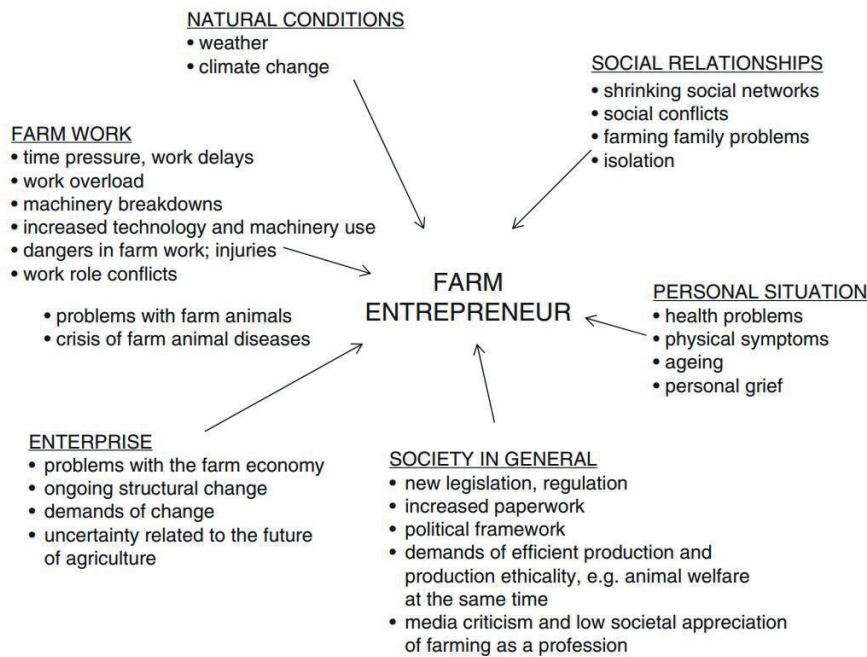 NATURAL CONDITIONS
• weather
• climate change
SOCIAL RELATIONSHIPS
• shrinking social networks
• social conflicts
• farming family problems
• isolation
FARM WORK
• time pressure, work delays
• work overload
• machinery breakdowns
• increased technology and machinery use
• dangers in farm work; injuries
• work role conflicts
• problems with farm animals
• crisis of farm animal diseases
FARM
ENTREPRENEUR
PERSONAL SITUATION
• health problems
• physical symptoms
• ageing
• personal grief
ENTERPRISE
• problems with the farm economy
• ongoing structural change
• demands of change
• uncertainty related to the future
of agriculture
SOCIETY IN GENERAL
• new legislation, regulation
• increased paperwork
• political framework
• demands of efficient production and
production ethicality, e.g. animal welfare
at the same time
• media criticism and low societal appreciation
of farming as a profession